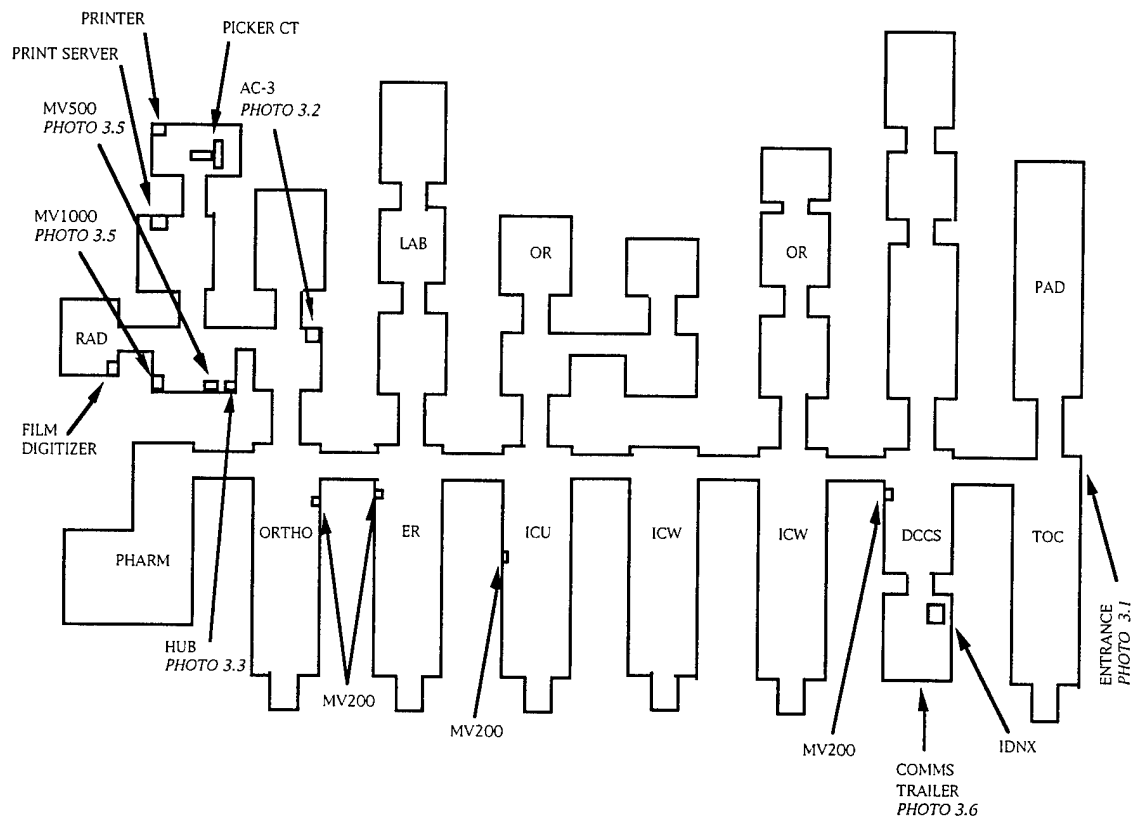 PRINTER
PICKER CT
PRINT SERVER
MV500
PHOTO 3.5
AC-3
PHOTO 3.2
MV1000
PHOTO 3.5
LAB
OR
OR
PAD
RAD
FILM
DIGITIZER
PHARM
ORTHO
ER
ICU
ICW
ICW
DCCS
TOC
HUB
PHOTO 3.3
MV200
MV200
MV200
IDNX
COMMS
TRAILER
PHOTO 3.6
ENTRANCE
PHOTO 3.1